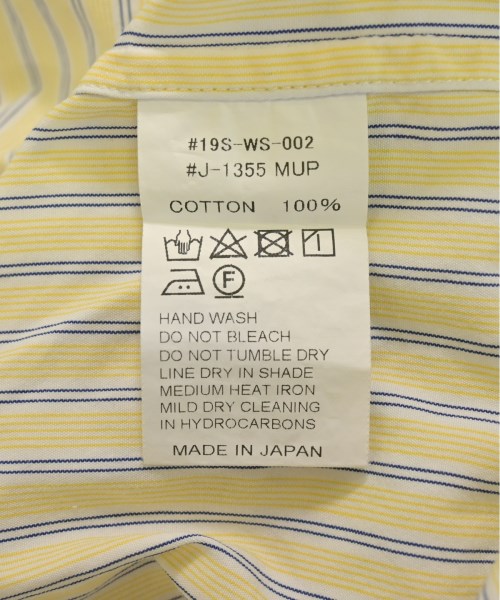 #19S-WS-002
#J-1355 MUP
COTTON 100%
F
HAND WASH
DO NOT BLEACH
DO NOT TUMBLE DRY
LINE DRY IN SHADE
MEDIUM HEAT IRON
MILD DRY CLEANING
IN HYDROCARBONS
MADE IN JAPAN